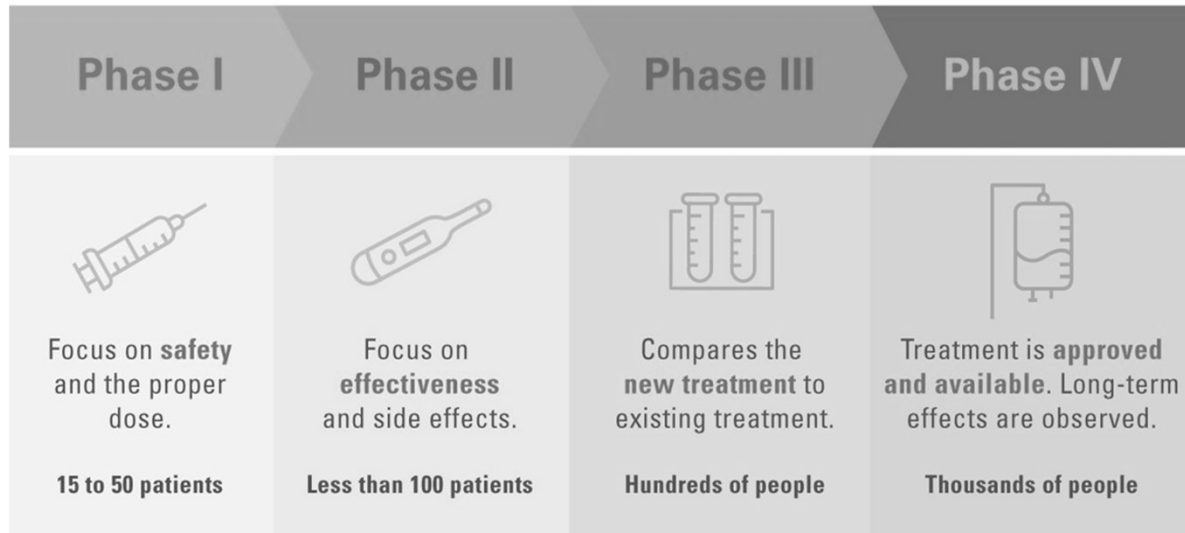 Phase I
Phase II
Phase III
Phase IV
Focus on safety
and the proper
dose.
15 to 50 patients
Focus on
effectiveness
and side effects.
Less than 100 patients
Compares the
new treatment to
existing treatment.
Hundreds of people
Treatment is approved
and available. Long-term
effects are observed.
Thousands of people